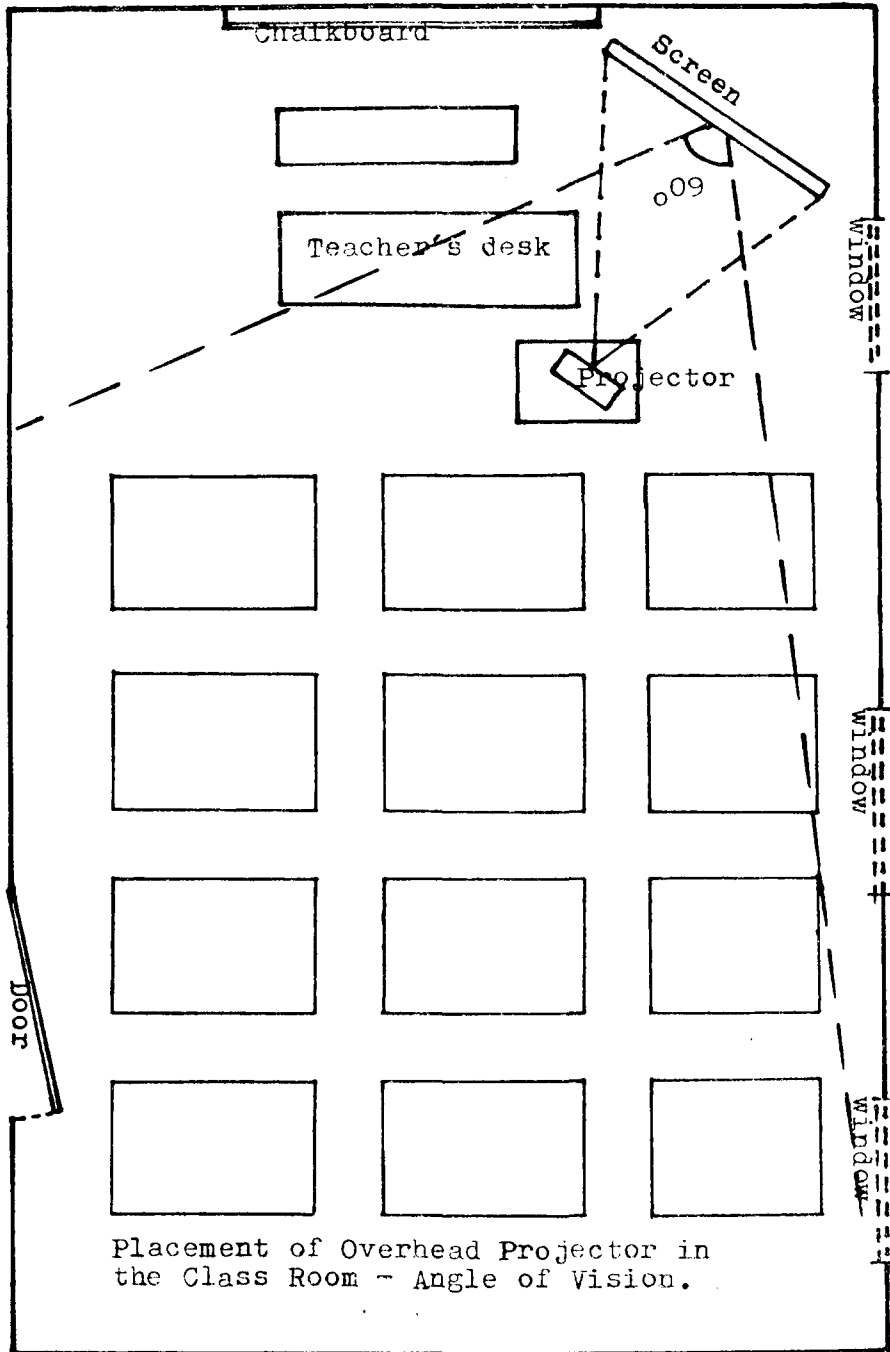 Chalkboard
Screen
60°
Teacher's desk
window
Projector
window
Door
window
Placement of Overhead Projector in
the Class Room - Angle of Vision.